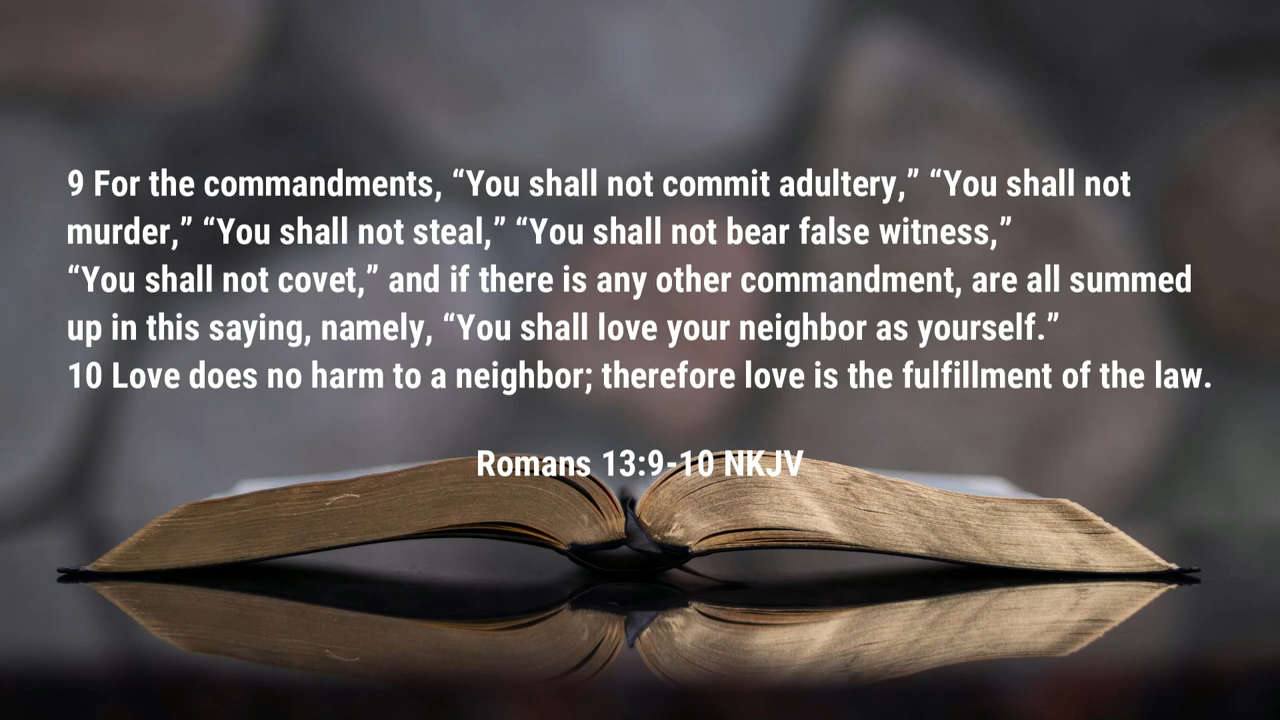 9 For the commandments, “You shall not commit adultery,” “You shall not
murder,” “You shall not steal,” “You shall not bear false witness,”
“You shall not covet,” and if there is any other commandment, are all summed
up in this saying, namely, “You shall love your neighbor as yourself.”
10 Love does no harm to a neighbor; therefore love is the fulfillment of the law.
Romans 13:9-10 NKJV